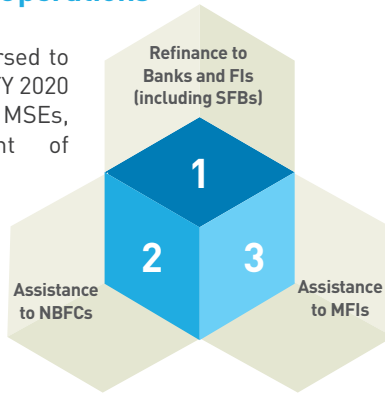 Operations
Refinance to
Banks and FIs
(including SFBs)
rsed to
Y 2020
MSEs,
nt of
1
2
3
Assistance
to NBFCs
Assistance
to MFIs